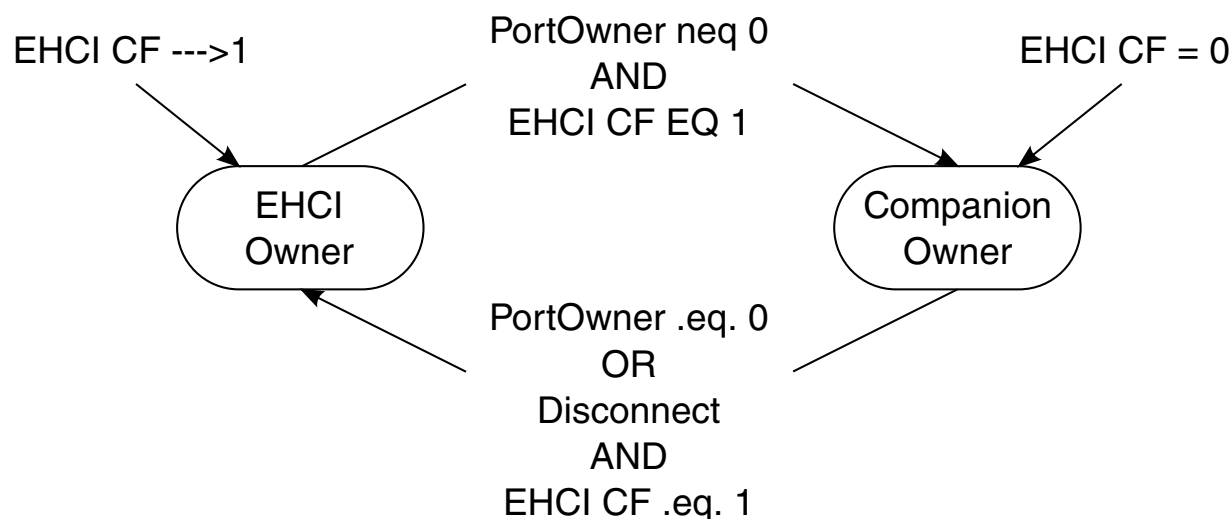 EHCI CF --->1
PortOwner neq 0
AND
EHCI CF EQ 1
EHCI CF = 0
EHCI
Owner
Companion
Owner
PortOwner .eq. 0
OR
Disconnect
AND
EHCI CF .eq. 1